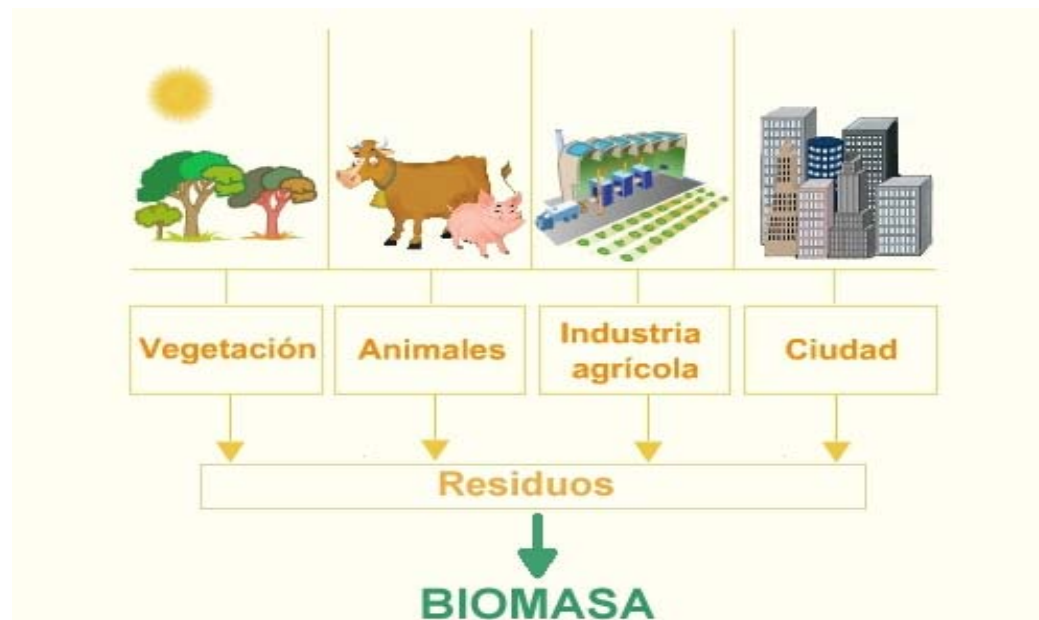 Vegetación
Animales
Industria
agrícola
Ciudad
Residuos
BIOMASA